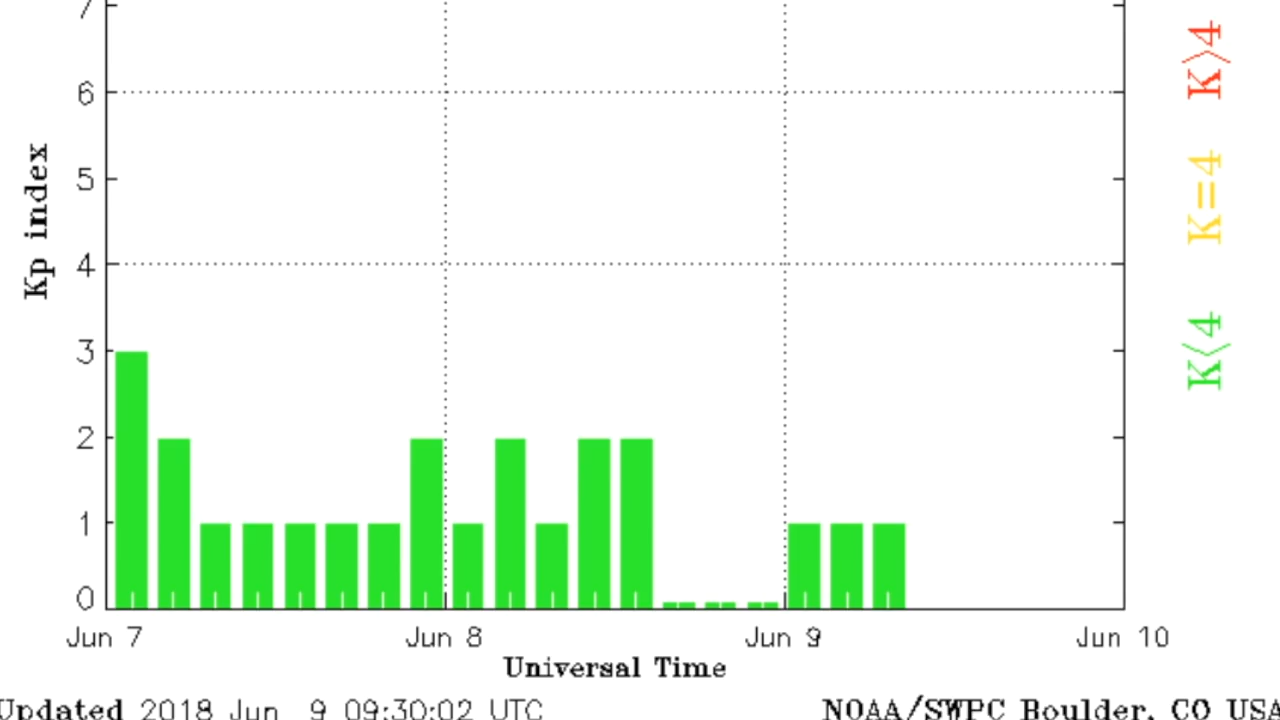 7
6
5
4
3
2
1
0
Kp index
K>4
K=4
K<4
Jun 7 Jun 8 Jun 9 Jun 10
Universal Time
Updated 2018 Jun 9 09:30:02 UTC
NOAA/SWPC Boulder, CO USA